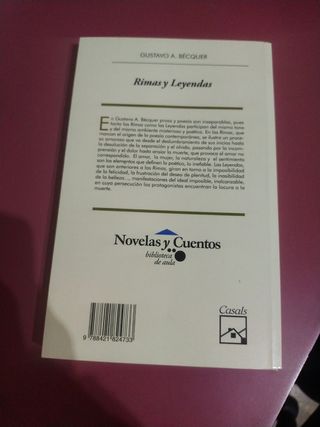 GUSTAVO A. BÉCQUER
Rimas y Leyendas
En Gustavo A. Bécquer prosa y poesía son inseparables, pues
tanto las Rimas como las Leyendas participan del mismo tono
y del mismo ambiente misterioso y poético. En las Rimas, que
marcan el origen de la poesía contemporánea, se ilustra un proce-
so amoroso que va desde el deslumbramiento de sus inicios hasta
la desolución de la separación y el olvido, pasando por la incom-
prensión y el dolor hasta ansiar la muerte, que provoca el amor no
correspondido. El amor, la mujer, la naturaleza y el sentimiento
son los elementos que definen lo poético, lo inefable. Las Leyendas,
que son anteriores a las Rimas, giran en torno a la imposibilidad
de la felicidad, la frustración del deseo de plenitud, la inasibilidad
de la belleza ... manifestaciones del ideal imposible, inalcanzable,
en cuya persecución los protagonistas encuentran la locura o la
muerte.
Novelas y Cuentos
biblioteca
de aula
Casals
9 788421 824733